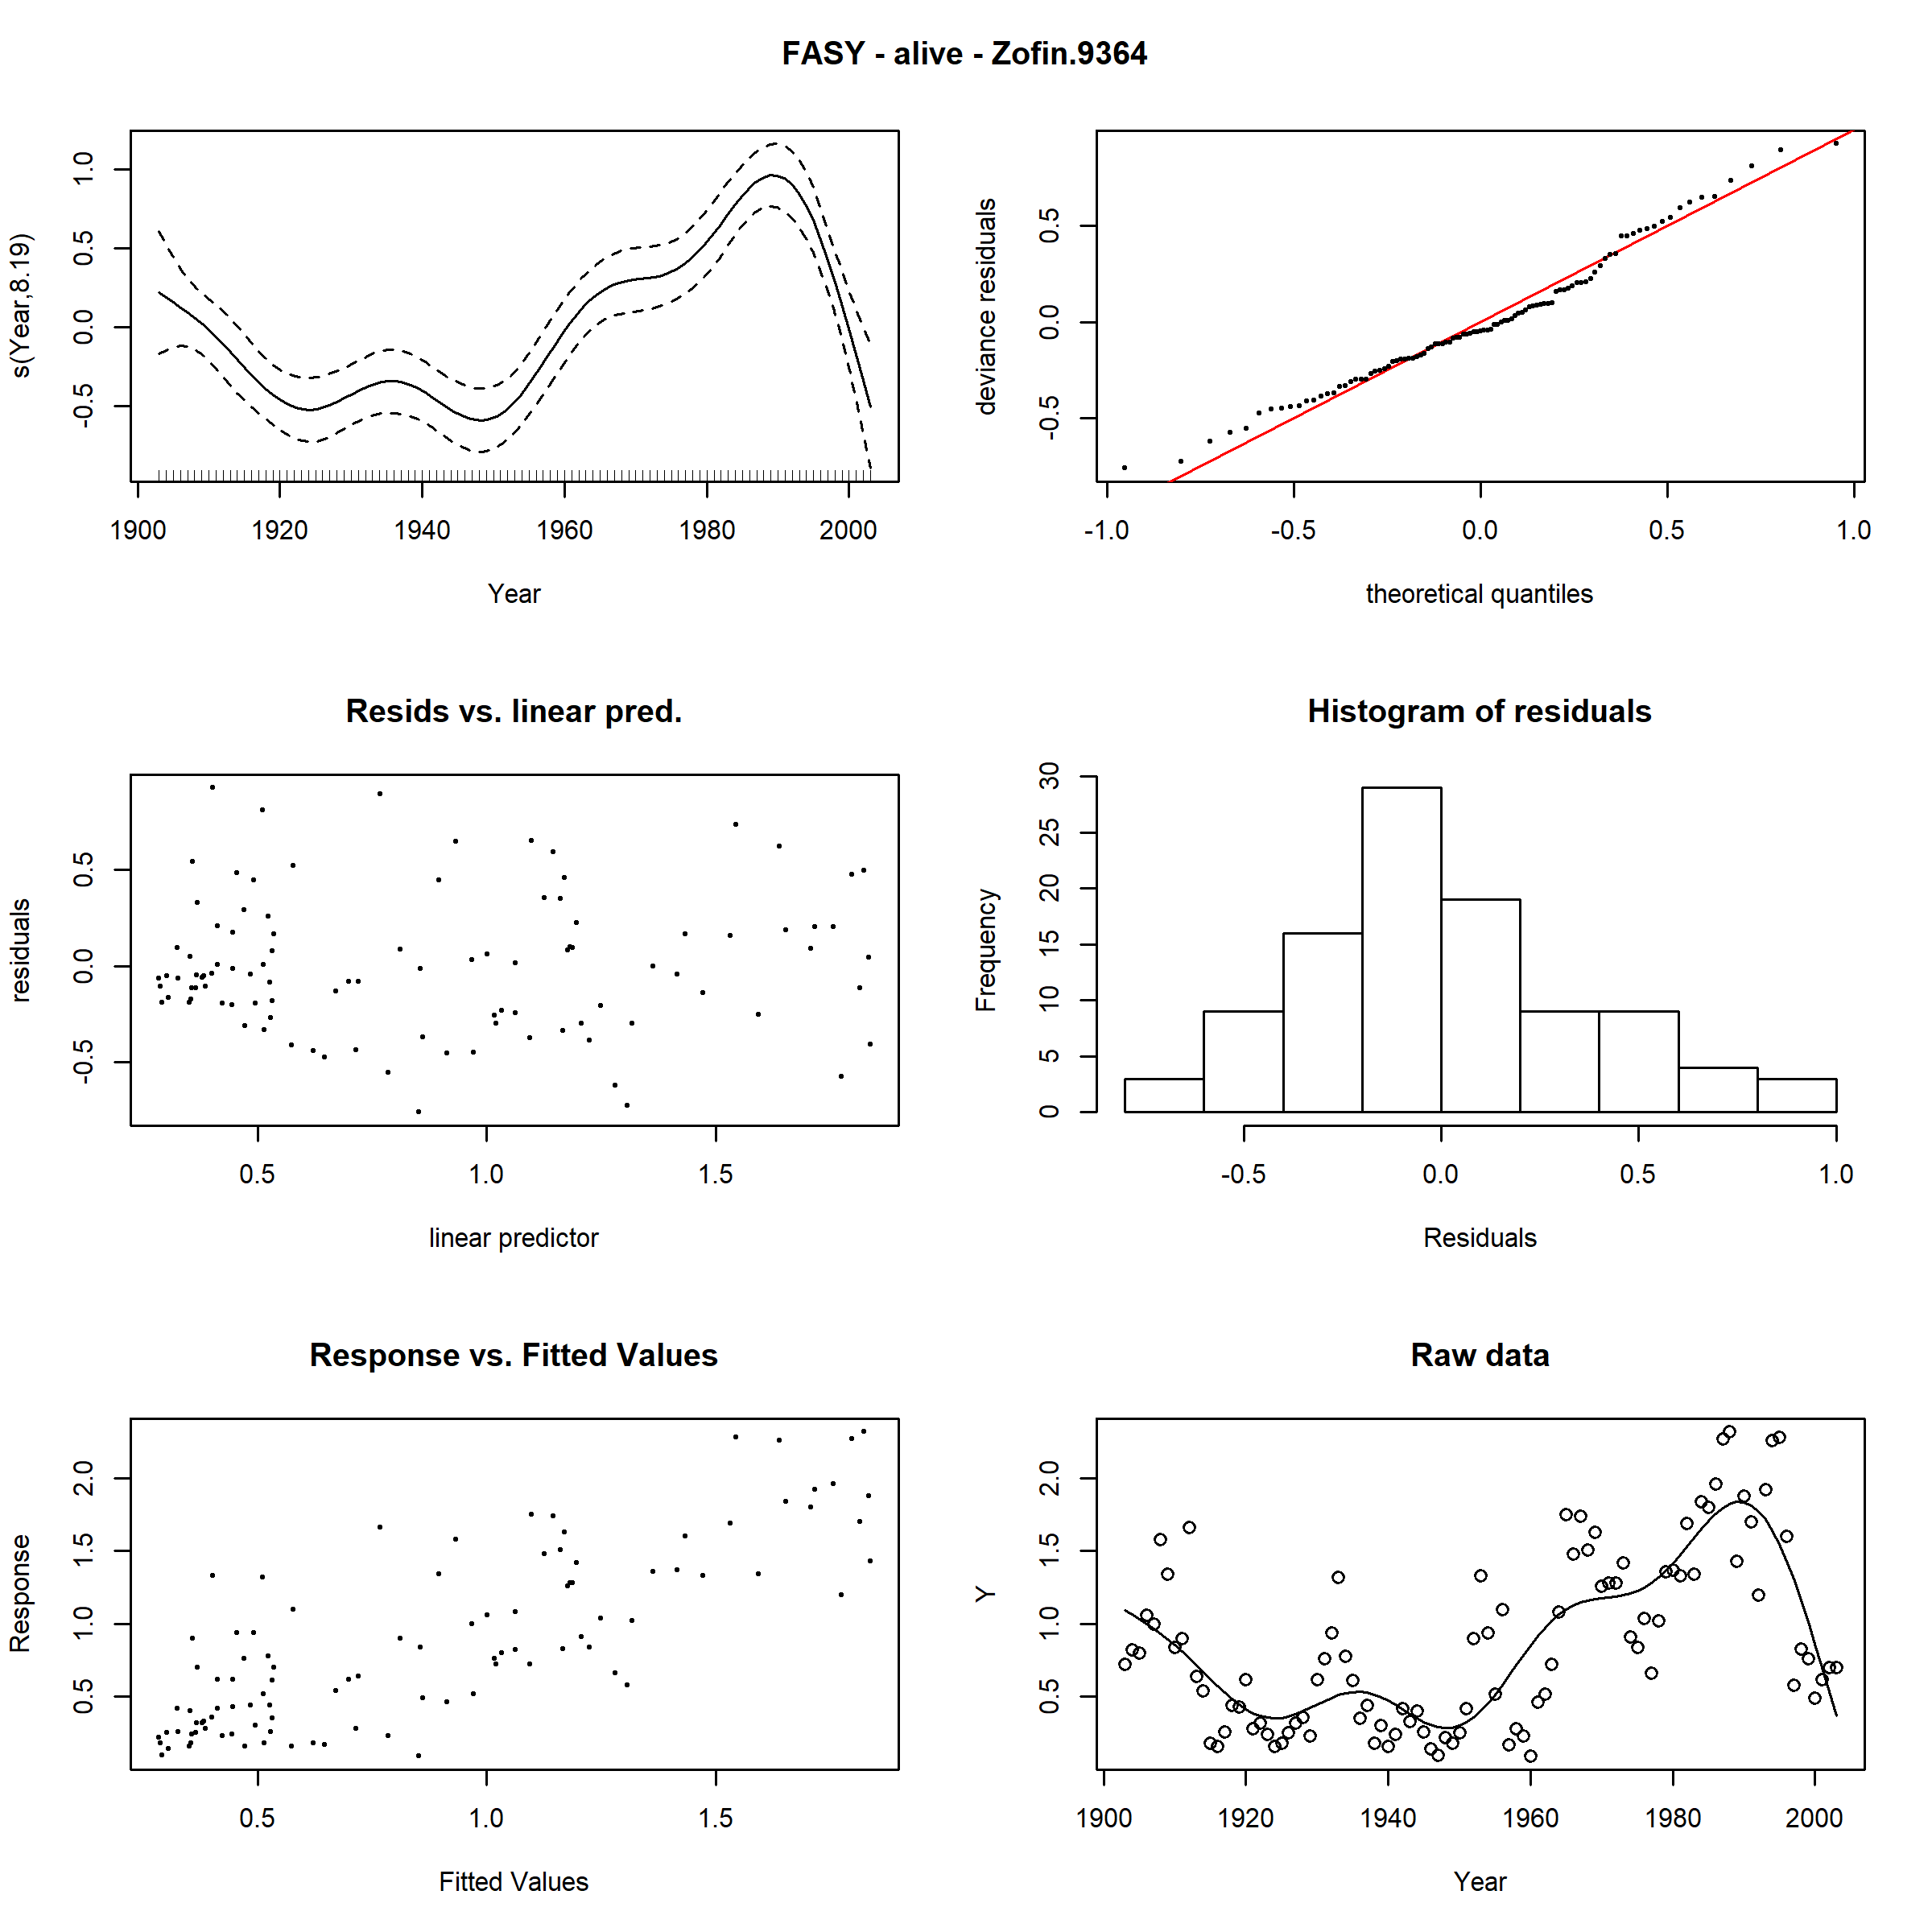 FASY - alive - Zofin.9364
s(Year,8.19)
1.0
0.5
0.0
-0.5
1900 1920 1940 1960 1980 2000
Year
deviance residuals
0.5
0.0
-0.5
-1.0 -0.5 0.0 0.5 1.0
theoretical quantiles
Resids vs. linear pred.
residuals
0.5
0.0
-0.5
0.5 1.0 1.5
linear predictor
Histogram of residuals
Frequency
30
25
20
15
10
5
0
-0.5 0.0 0.5 1.0
Residuals
Response vs. Fitted Values
Response
2.0
1.5
1.0
0.5
0.5 1.0 1.5
Fitted Values
Raw data
Y
2.0
1.5
1.0
0.5
1900 1920 1940 1960 1980 2000
Year